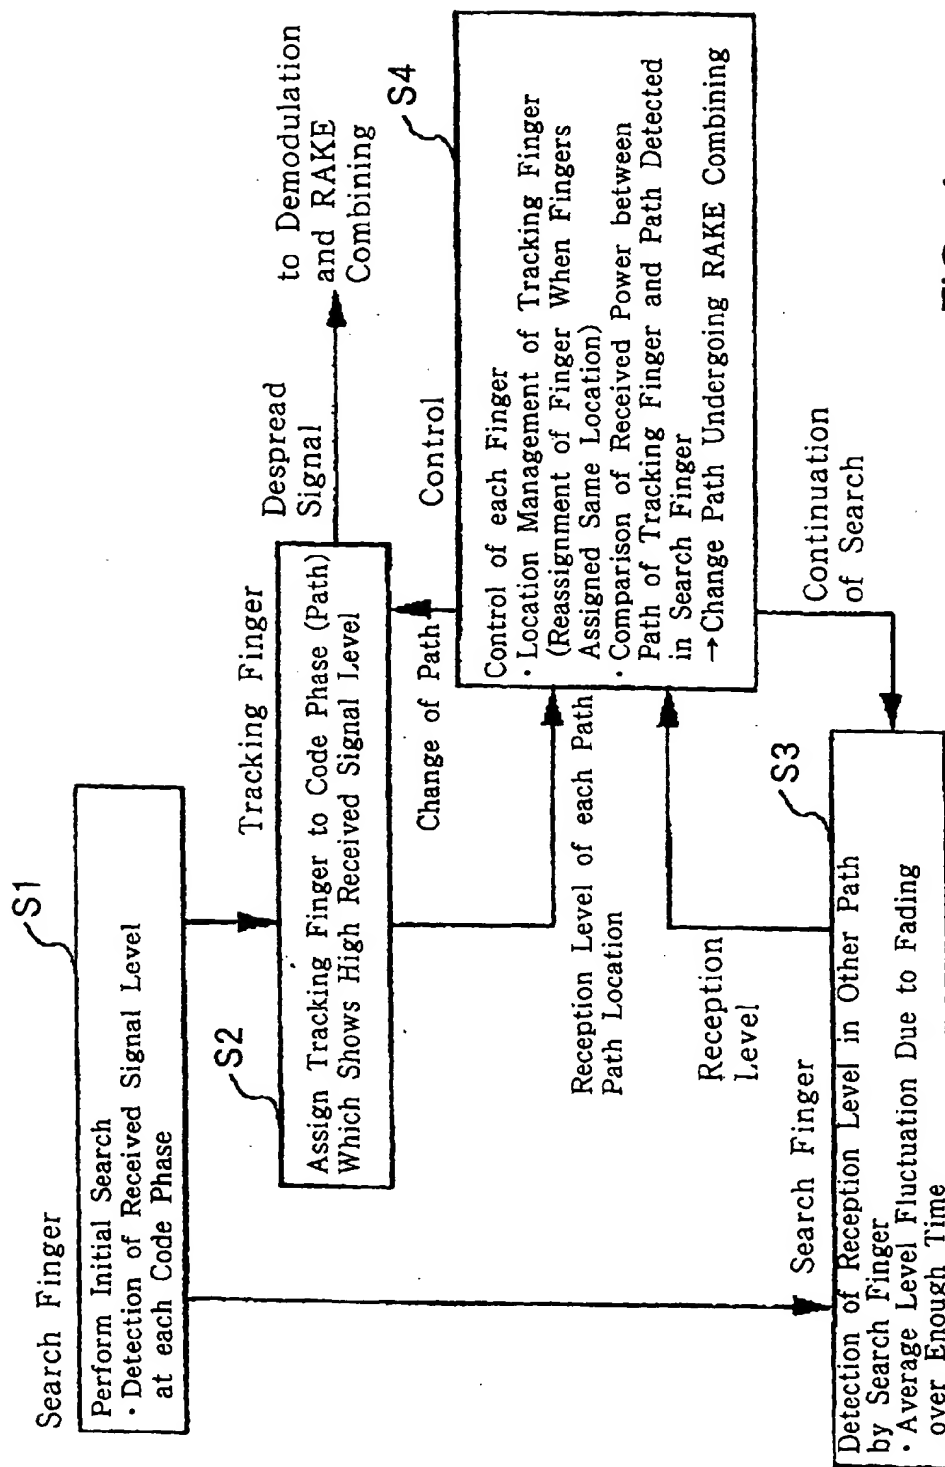 Search Finger
S1
Perform Initial Search
・Detection of Received Signal Level
at each Code Phase
Tracking Finger
S2
Assign Tracking Finger to Code Phase (Path)
Which Shows High Received Signal Level
Despread
Signal
to Demodulation
and RAKE
Combining
Change of Path
Control
S4
Control of each Finger
・Location Management of Tracking Finger
(Reassignment of Finger When Fingers
Assigned Same Location)
・Comparison of Received Power between
Path of Tracking Finger and Path Detected
in Search Finger
→Change Path Undergoing RAKE Combining
Reception Level of each Path
Path Location
Reception
Level
Continuation
of Search
Search Finger
S3
Detection of Reception Level in Other Path
by Search Finger
・Average Level Fluctuation Due to Fading
over Enough Time